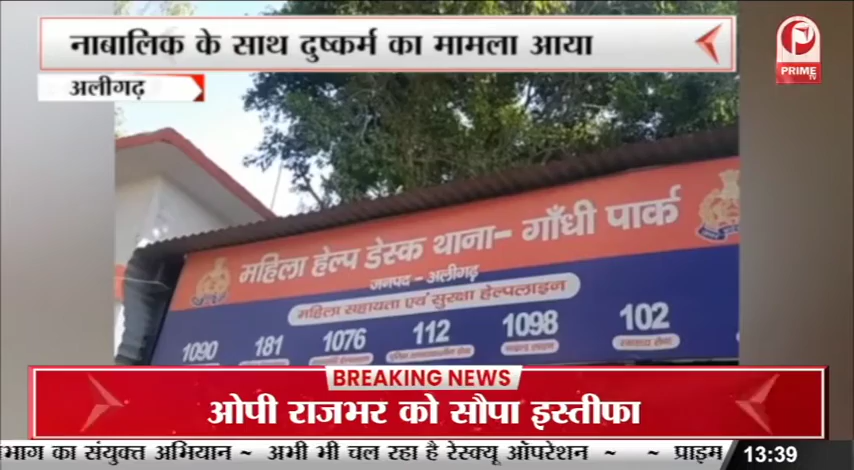 नाबालिक के साथ दुष्कर्म का मामला आया
अलीगढ़
PRIME TV
महिला हेल्प डेस्क थाना- गाँधी पार्क
जनपद - अलीगढ़
महिला सहायता एवं सुरक्षा हेल्पलाइन
1090 181 1076 112 1098 102
BREAKING NEWS
ओपी राजभर को सौपा इस्तीफा
भाग का संयुक्त अभियान ~ अभी भी चल रहा है रेस्क्यू ऑपरेशन ~ ~ प्राइम
13:39